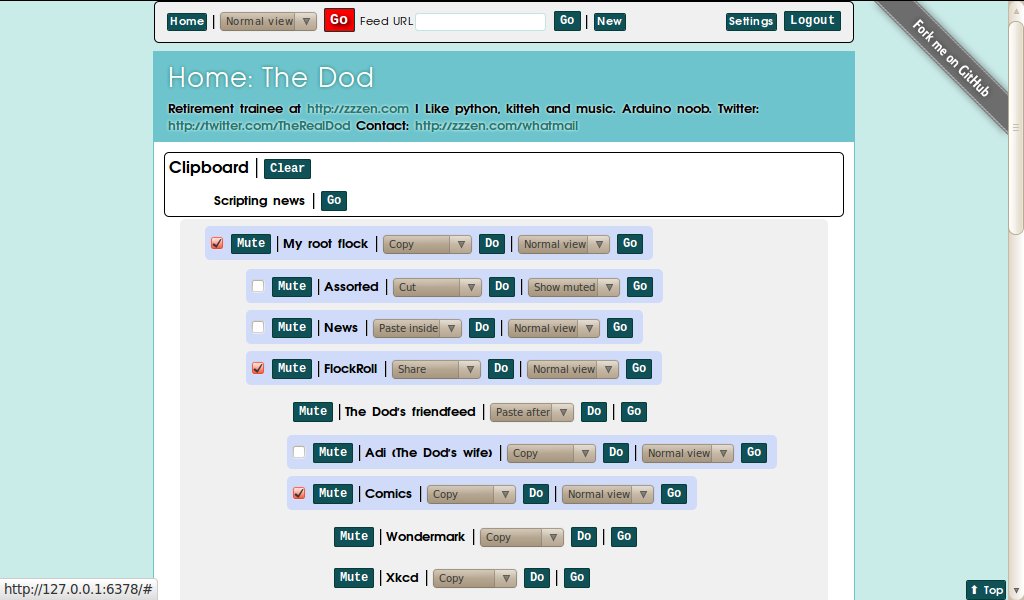 Home | Normal view Go Feed URL Go | New Settings Logout
Fork me on GitHub
Home: The Dod
Retirement trainee at http://zzzen.com I Like python, kitteh and music. Arduino noob. Twitter:
http://twitter.com/TheRealDod Contact: http://zzzen.com/whatmail
Clipboard | Clear
Scripting news | Go
Mute | My root flock | Copy Do | Normal view Go
Mute | Assorted | Cut Do | Show muted Go
Mute | News | Paste inside Do | Normal view Go
Mute | FlockRoll | Share Do | Normal view Go
Mute | The Dod's friendfeed | Paste after Do | Go
Mute | Adi (The Dod's wife) | Copy Do | Normal view Go
Mute | Comics | Copy Do | Normal view Go
Mute | Wondermark | Copy Do | Go
Mute | Xkcd | Copy Do | Go
http://127.0.0.1:6378/#
⬆ Top